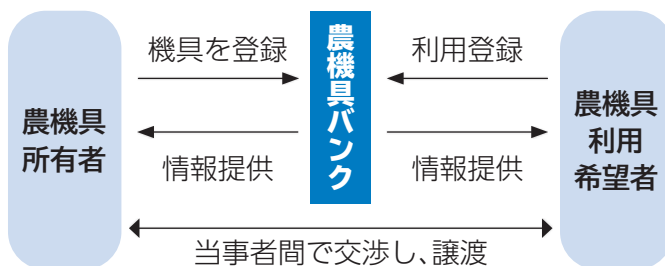 農機具
所有者
機具を登録
情報提供
農機具バンク
利用登録
情報提供
農機具
利用
希望者
当事者間で交渉し、譲渡